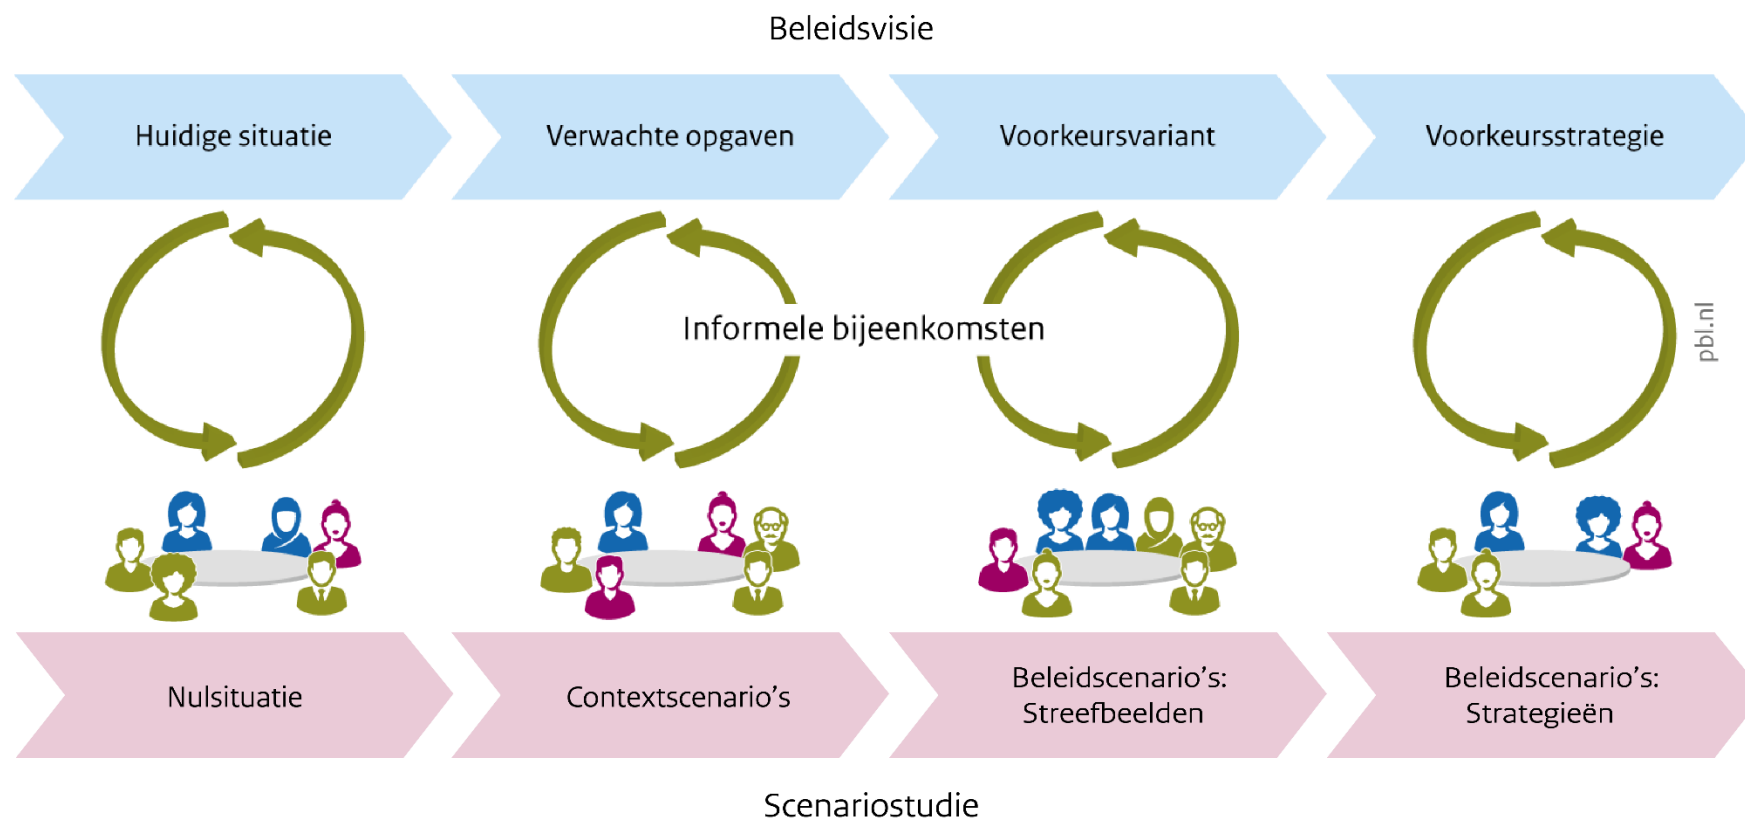 Beleidsvisie
Huidige situatie
Verwachte opgaven
Voorkeursvariant
Voorkeursstrategie
Informele bijeenkomsten
pbl.nl
Nulsituatie
Contextscenario’s
Beleidscenario’s:
Streefbeelden
Beleidscenario’s:
Strategieën
Scenariostudie